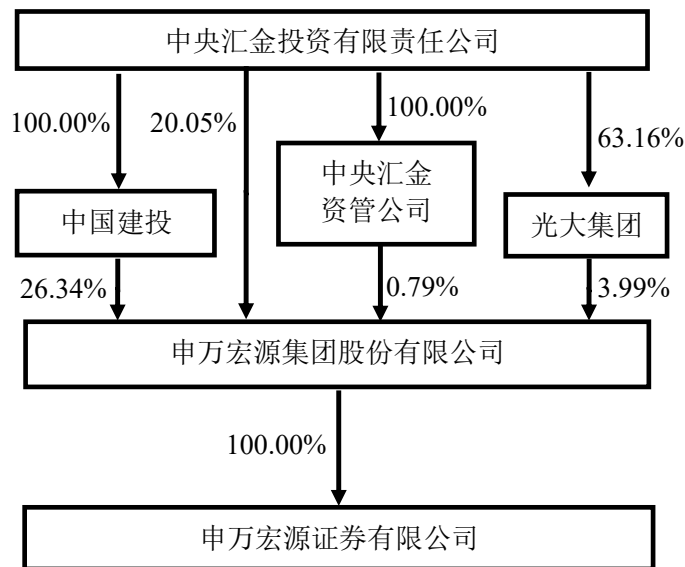 中央汇金投资有限责任公司
100.00%
20.05%
100.00%
63.16%
中央汇金
资管公司
中国建投
光大集团
26.34%
0.79%
3.99%
申万宏源集团股份有限公司
100.00%
申万宏源证券有限公司